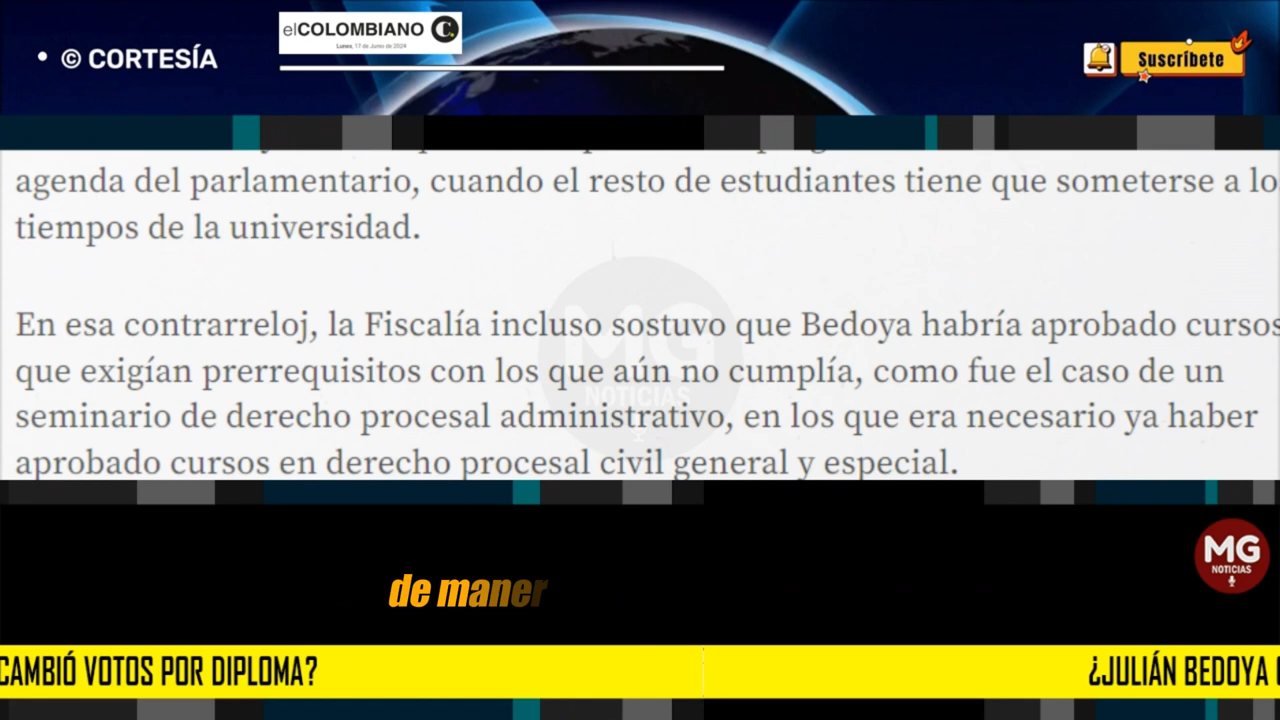 elCOLOMBIANO C.
Lunes, 17 de Junio de 2024
• © CORTESÍA
Suscríbete
agenda del parlamentario, cuando el resto de estudiantes tiene que someterse a lo
tiempos de la universidad.
En esa contrarreloj, la Fiscalía incluso sostuvo que Bedoya habría aprobado cursos
que exigían prerrequisitos con los que aún no cumplía, como fue el caso de un
seminario de derecho procesal administrativo, en los que era necesario ya haber
aprobado cursos en derecho procesal civil general y especial.
MG
NOTICIAS
MG
NOTICIAS
de maner
CAMBIÓ VOTOS POR DIPLOMA? ¿JULIÁN BEDOYA